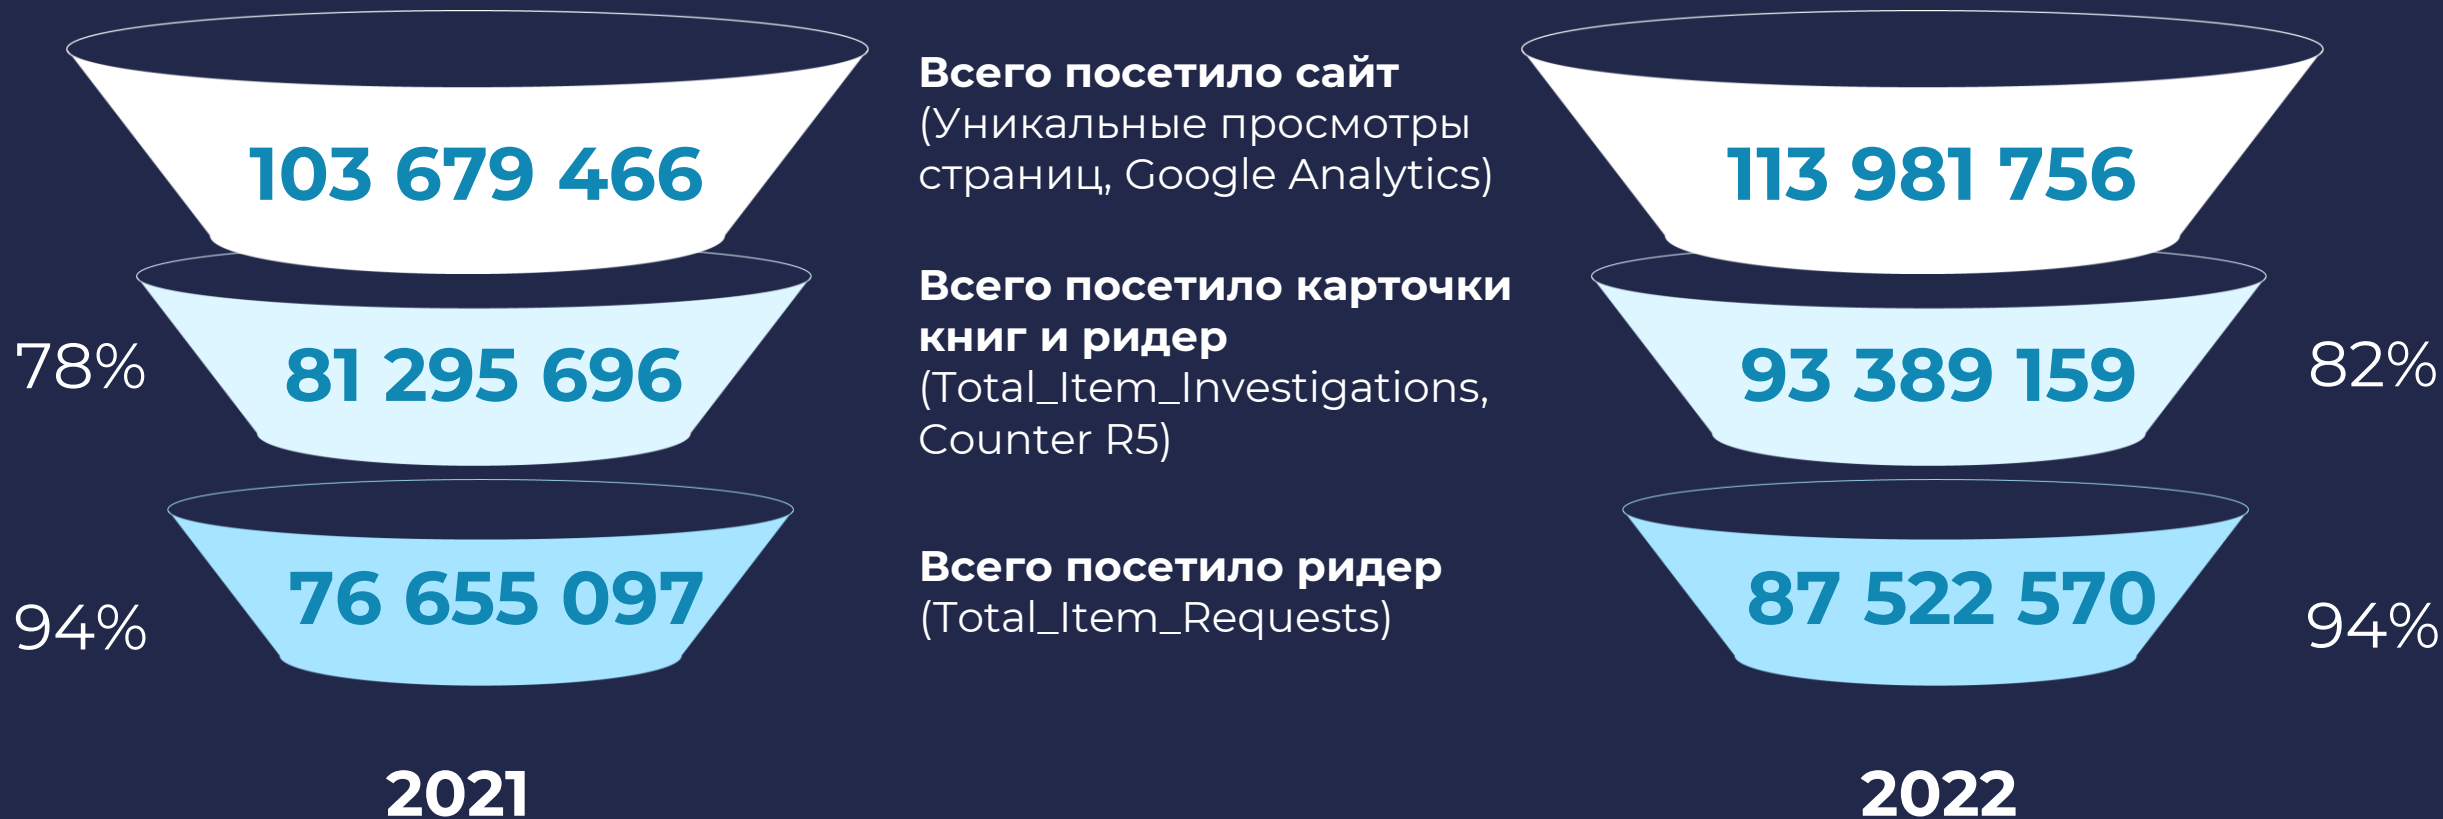 103 679 466
78%
81 295 696
94%
76 655 097
2021
Всего посетило сайт
(Уникальные просмотры
страниц, Google Analytics)
Всего посетило карточки
книг и ридер
(Total_Item_Investigations,
Counter R5)
Всего посетило ридер
(Total_Item_Requests)
113 981 756
93 389 159
82%
87 522 570
94%
2022